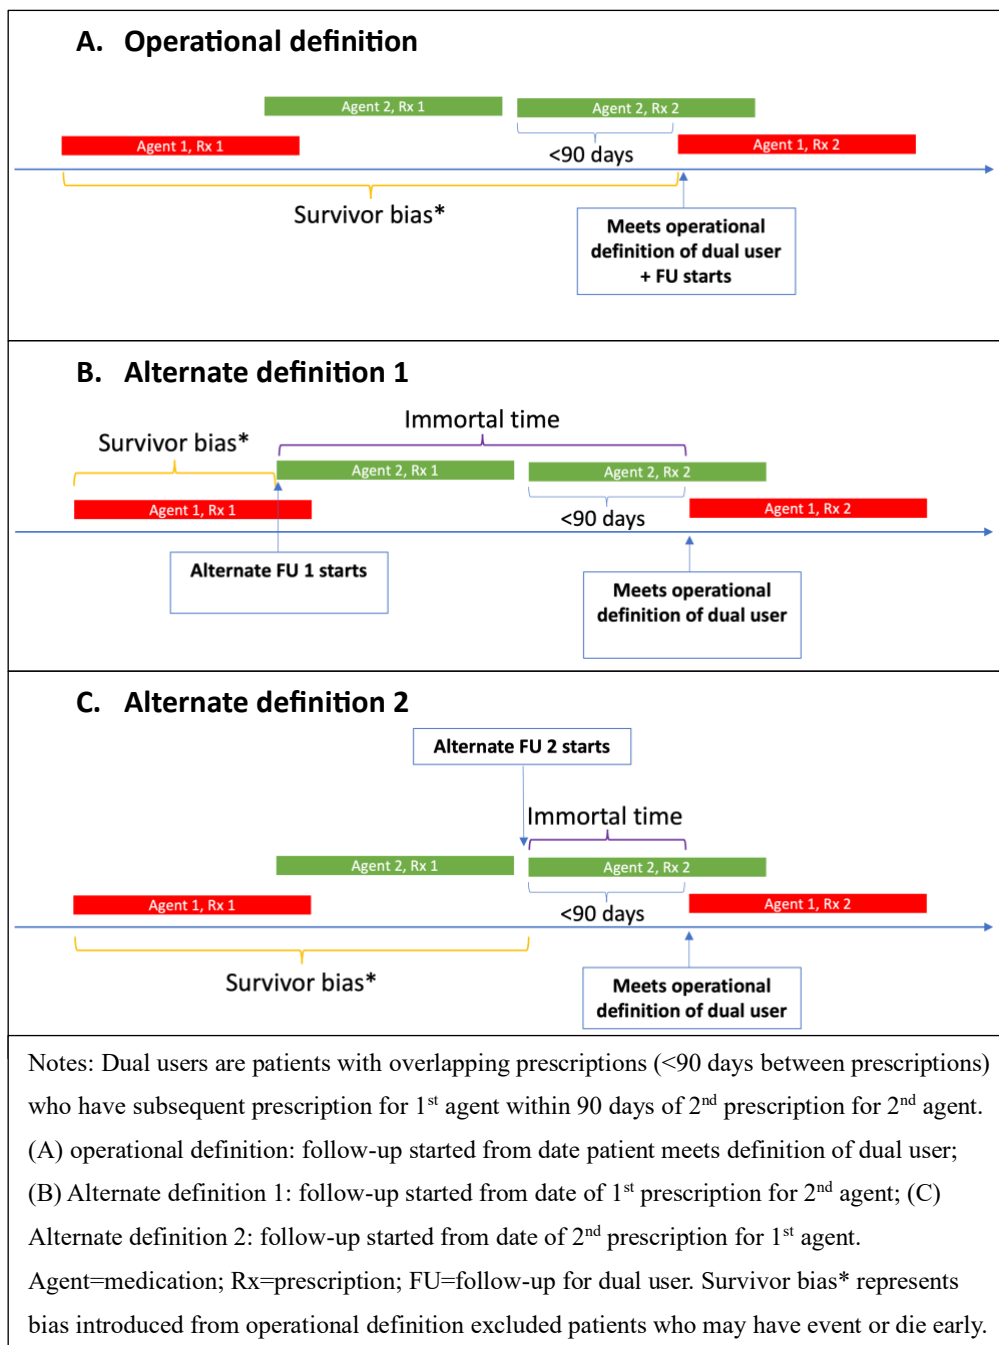 A. Operational definition
Agent 2, Rx 1
Agent 2, Rx 2
Agent 1, Rx 1
<90 days
Agent 1, Rx 2
Survivor bias*
Meets operational
definition of dual user
+ FU starts
B. Alternate definition 1
Immortal time
Survivor bias*
Agent 2, Rx 1
Agent 2, Rx 2
Agent 1, Rx 1
<90 days
Agent 1, Rx 2
Alternate FU 1 starts
Meets operational
definition of dual user
C. Alternate definition 2
Alternate FU 2 starts
Immortal time
Agent 2, Rx 1
Agent 2, Rx 2
Agent 1, Rx 1
<90 days
Agent 1, Rx 2
Survivor bias*
Meets operational
definition of dual user
Notes: Dual users are patients with overlapping prescriptions (<90 days between prescriptions)
who have subsequent prescription for 1st agent within 90 days of 2nd prescription for 2nd agent.
(A) operational definition: follow-up started from date patient meets definition of dual user;
(B) Alternate definition 1: follow-up started from date of 1st prescription for 2nd agent; (C)
Alternate definition 2: follow-up started from date of 2nd prescription for 1st agent.
Agent=medication; Rx=prescription; FU=follow-up for dual user. Survivor bias* represents
bias introduced from operational definition excluded patients who may have event or die early.